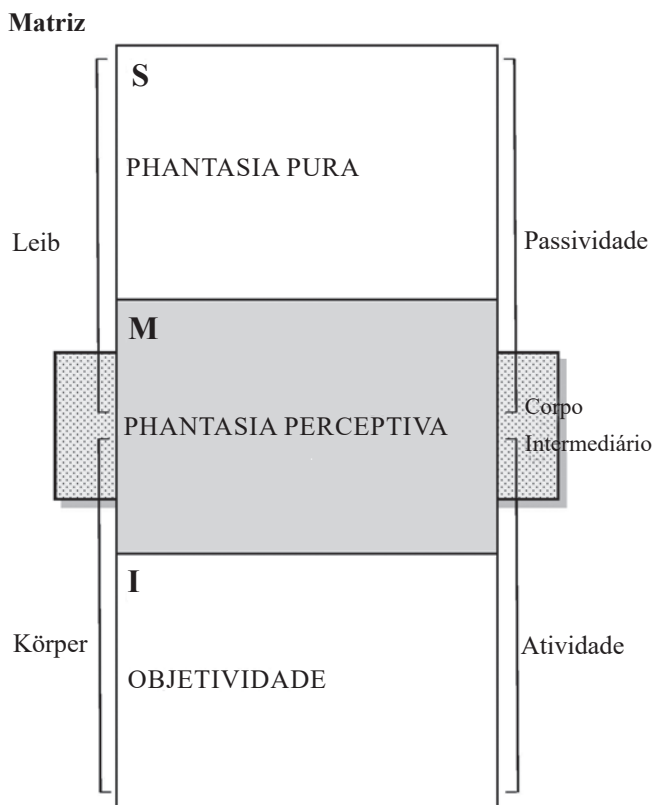 Matriz
S
PHANTASIA PURA
Leib
Passividade
M
PHANTASIA PERCEPTIVA
Corpo
Intermediário
I
Körper
Atividade
OBJETIVIDADE